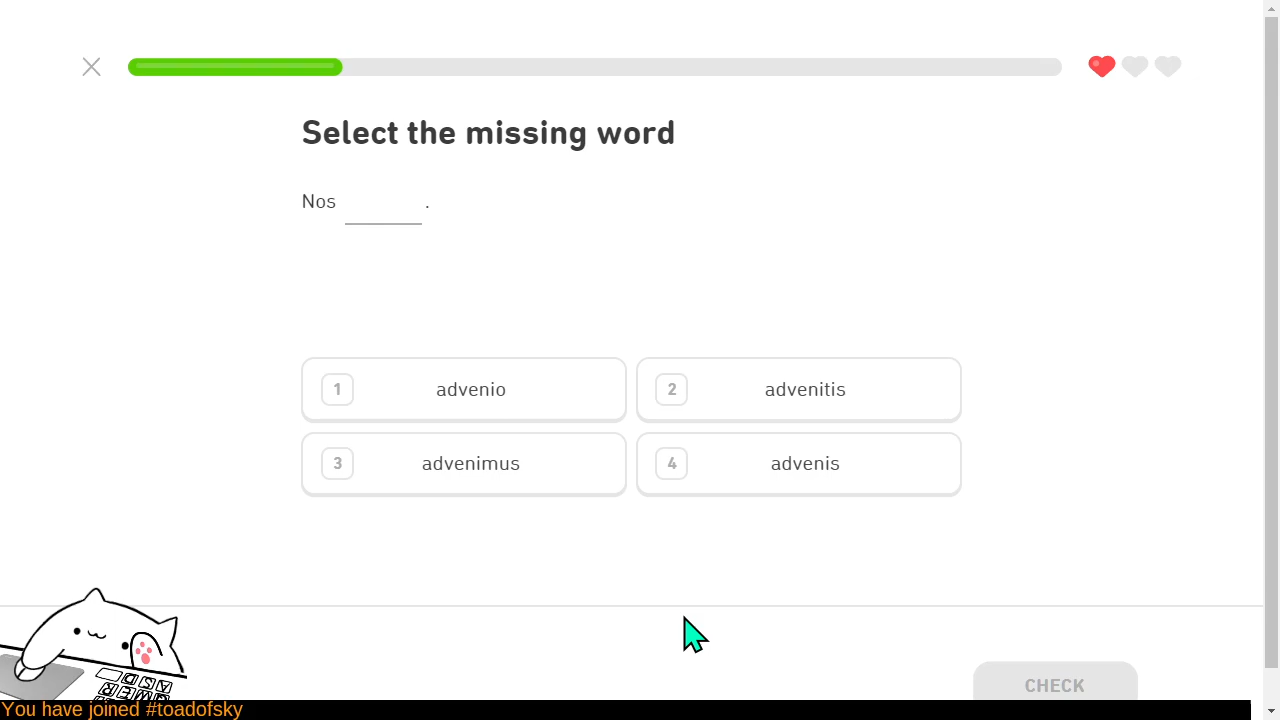 Select the missing word
Nos ______ .
1 advenio
2 advenitis
3 advenimus
4 advenis
CHECK
You have joined #toadofsky